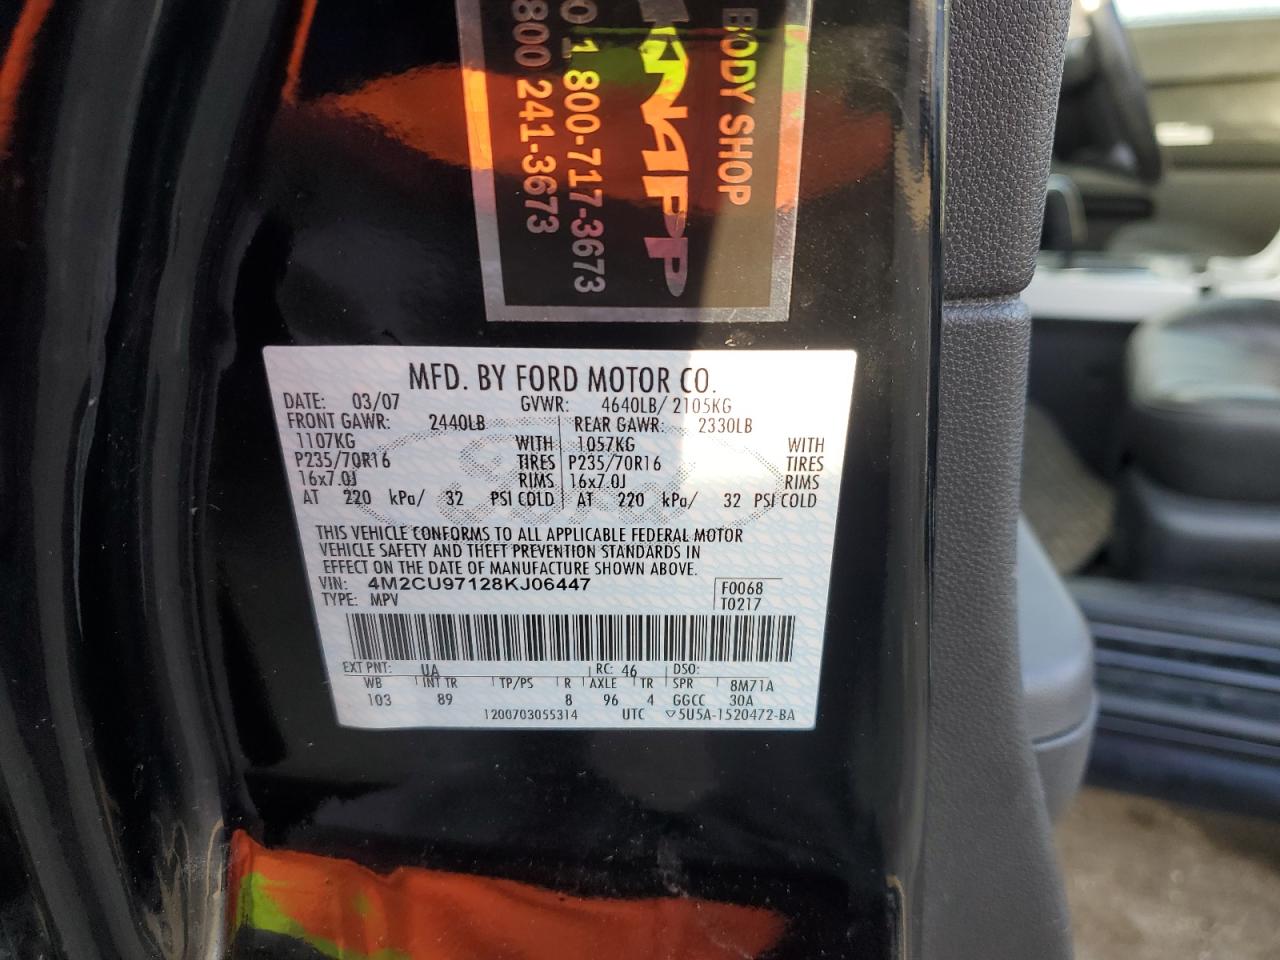 BODY SHOP
KNAPP
0 1 800-717-3673
800 241-3673
MFD. BY FORD MOTOR CO.
DATE: 03/07 GVWR: 4640LB/ 2105KG
FRONT GAWR: 2440LB REAR GAWR: 2330LB
1107KG WITH 1057KG WITH
P235/70R16 TIRES P235/70R16 TIRES
16x7.0J RIMS 16x7.0J RIMS
AT 220 kPa/ 32 PSI COLD AT 220 kPa/ 32 PSI COLD
THIS VEHICLE CONFORMS TO ALL APPLICABLE FEDERAL MOTOR
VEHICLE SAFETY AND THEFT PREVENTION STANDARDS IN
EFFECT ON THE DATE OF MANUFACTURE SHOWN ABOVE.
VIN: 4M2CU97128KJ06447 F0068
TYPE: MPV T0217
EXT PNT: UA RC: 46 DSO:
WB INT TR TP/PS R AXLE TR SPR 8M71A
103 89 8 96 4 GGCC 30A
1200703055314 UTC ▽5U5A-1520472-BA